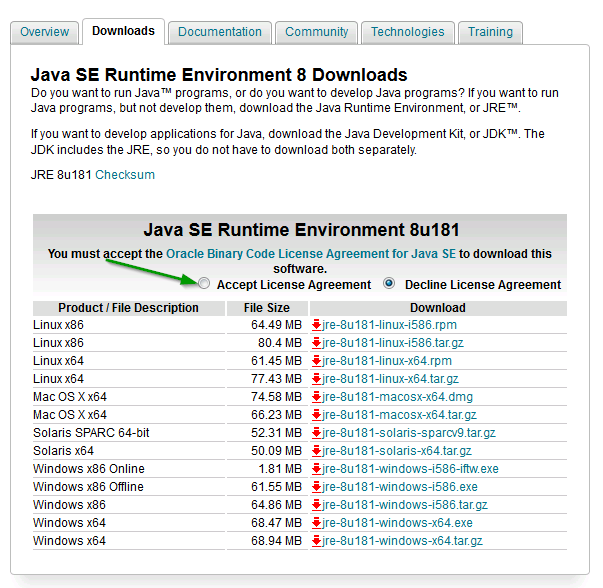 Overview Downloads Documentation Community Technologies Training
Java SE Runtime Environment 8 Downloads
Do you want to run Java™ programs, or do you want to develop Java programs? If you want to run
Java programs, but not develop them, download the Java Runtime Environment, or JRE™.
If you want to develop applications for Java, download the Java Development Kit, or JDK™. The
JDK includes the JRE, so you do not have to download both separately.
JRE 8u181 Checksum
Java SE Runtime Environment 8u181
You must accept the Oracle Binary Code License Agreement for Java SE to download this
software.
Accept License Agreement Decline License Agreement
Product / File Description File Size Download
Linux x86 64.49 MB jre-8u181-linux-i586.rpm
Linux x86 80.4 MB jre-8u181-linux-i586.tar.gz
Linux x64 61.45 MB jre-8u181-linux-x64.rpm
Linux x64 77.43 MB jre-8u181-linux-x64.tar.gz
Mac OS X x64 74.58 MB jre-8u181-macosx-x64.dmg
Mac OS X x64 66.23 MB jre-8u181-macosx-x64.tar.gz
Solaris SPARC 64-bit 52.31 MB jre-8u181-solaris-sparcv9.tar.gz
Solaris x64 50.09 MB jre-8u181-solaris-x64.tar.gz
Windows x86 Online 1.81 MB jre-8u181-windows-i586-iftw.exe
Windows x86 Offline 61.55 MB jre-8u181-windows-i586.exe
Windows x86 64.86 MB jre-8u181-windows-i586.tar.gz
Windows x64 68.47 MB jre-8u181-windows-x64.exe
Windows x64 68.94 MB jre-8u181-windows-x64.tar.gz